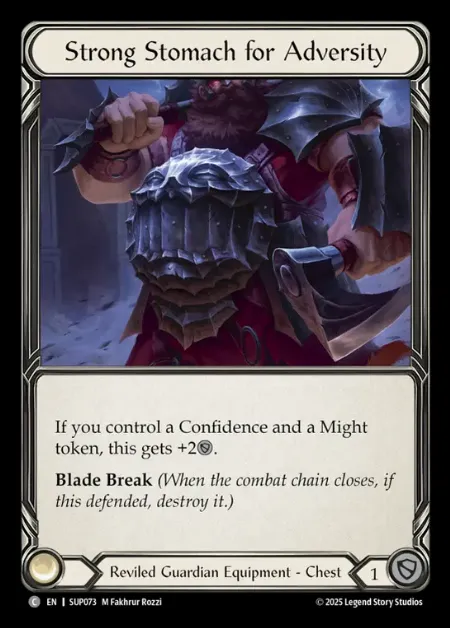 Strong Stomach for Adversity
If you control a Confidence and a Might
token, this gets +2.
Blade Break (When the combat chain closes, if
this defended, destroy it.)
Reviled Guardian Equipment - Chest
1
C EN | SUP073 M Fakhrur Rozzi
© 2025 Legend Story Studios